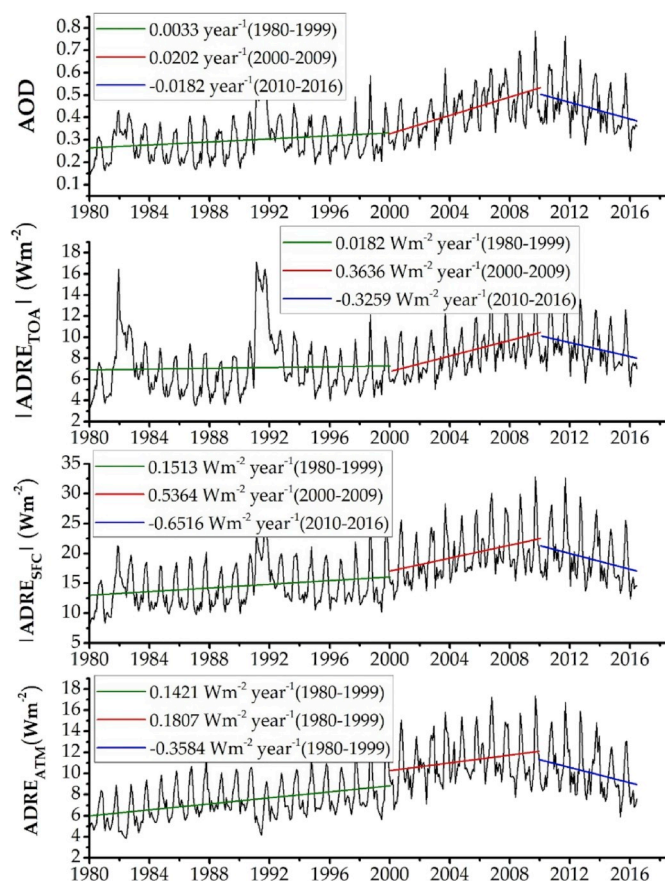 0.0033 year⁻¹(1980-1999)
0.0202 year⁻¹(2000-2009)
-0.0182 year⁻¹(2010-2016)
AOD
0.8
0.7
0.6
0.5
0.4
0.3
0.2
0.1
1980 1984 1988 1992 1996 2000 2004 2008 2012 2016
0.0182 Wm⁻² year⁻¹(1980-1999)
0.3636 Wm⁻² year⁻¹(2000-2009)
-0.3259 Wm⁻² year⁻¹(2010-2016)
|ADRE_TOA| (Wm⁻²)
18
16
14
12
10
8
6
4
2
1980 1984 1988 1992 1996 2000 2004 2008 2012 2016
0.1513 Wm⁻² year⁻¹(1980-1999)
0.5364 Wm⁻² year⁻¹(2000-2009)
-0.6516 Wm⁻² year⁻¹(2010-2016)
|ADRE_SFC| (Wm⁻²)
35
30
25
20
15
10
5
1980 1984 1988 1992 1996 2000 2004 2008 2012 2016
0.1421 Wm⁻² year⁻¹(1980-1999)
0.1807 Wm⁻² year⁻¹(1980-1999)
-0.3584 Wm⁻² year⁻¹(1980-1999)
ADRE_ATM(Wm⁻²)
18
16
14
12
10
8
6
4
2
1980 1984 1988 1992 1996 2000 2004 2008 2012 2016